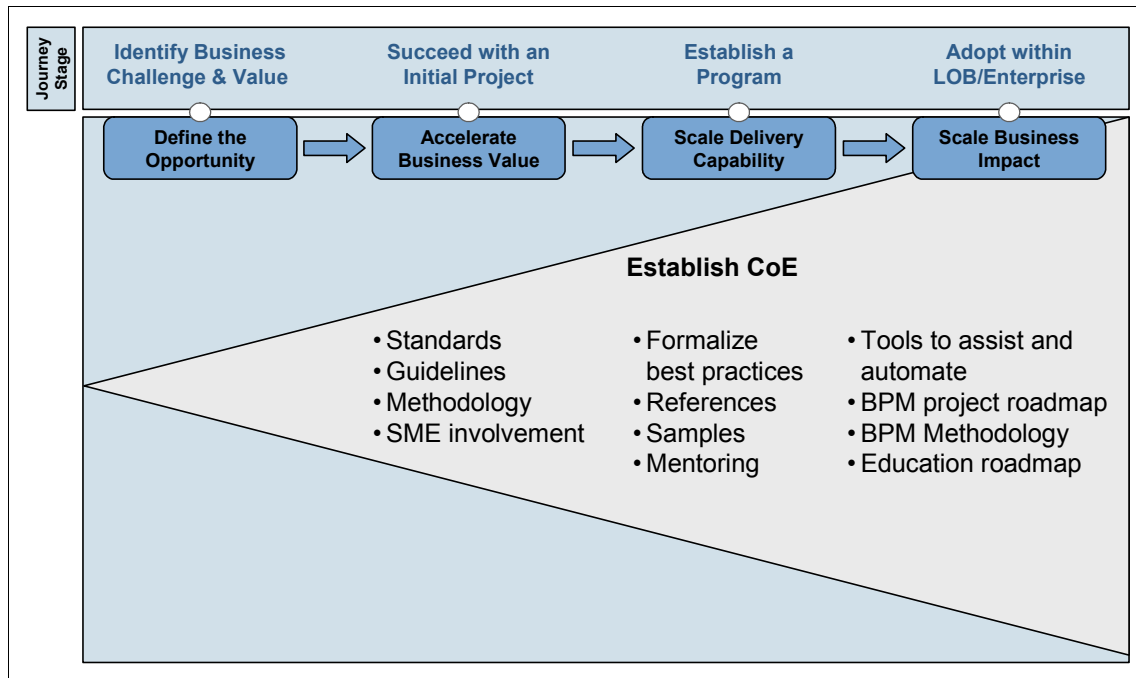 Journey
Stage
Identify Business
Challenge & Value
Succeed with an
Initial Project
Establish a
Program
Adopt within
LOB/Enterprise
Define the
Opportunity
Accelerate
Business Value
Scale Delivery
Capability
Scale Business
Impact
Establish CoE
• Standards
• Guidelines
• Methodology
• SME involvement
• Formalize
best practices
• References
• Samples
• Mentoring
• Tools to assist and
automate
• BPM project roadmap
• BPM Methodology
• Education roadmap